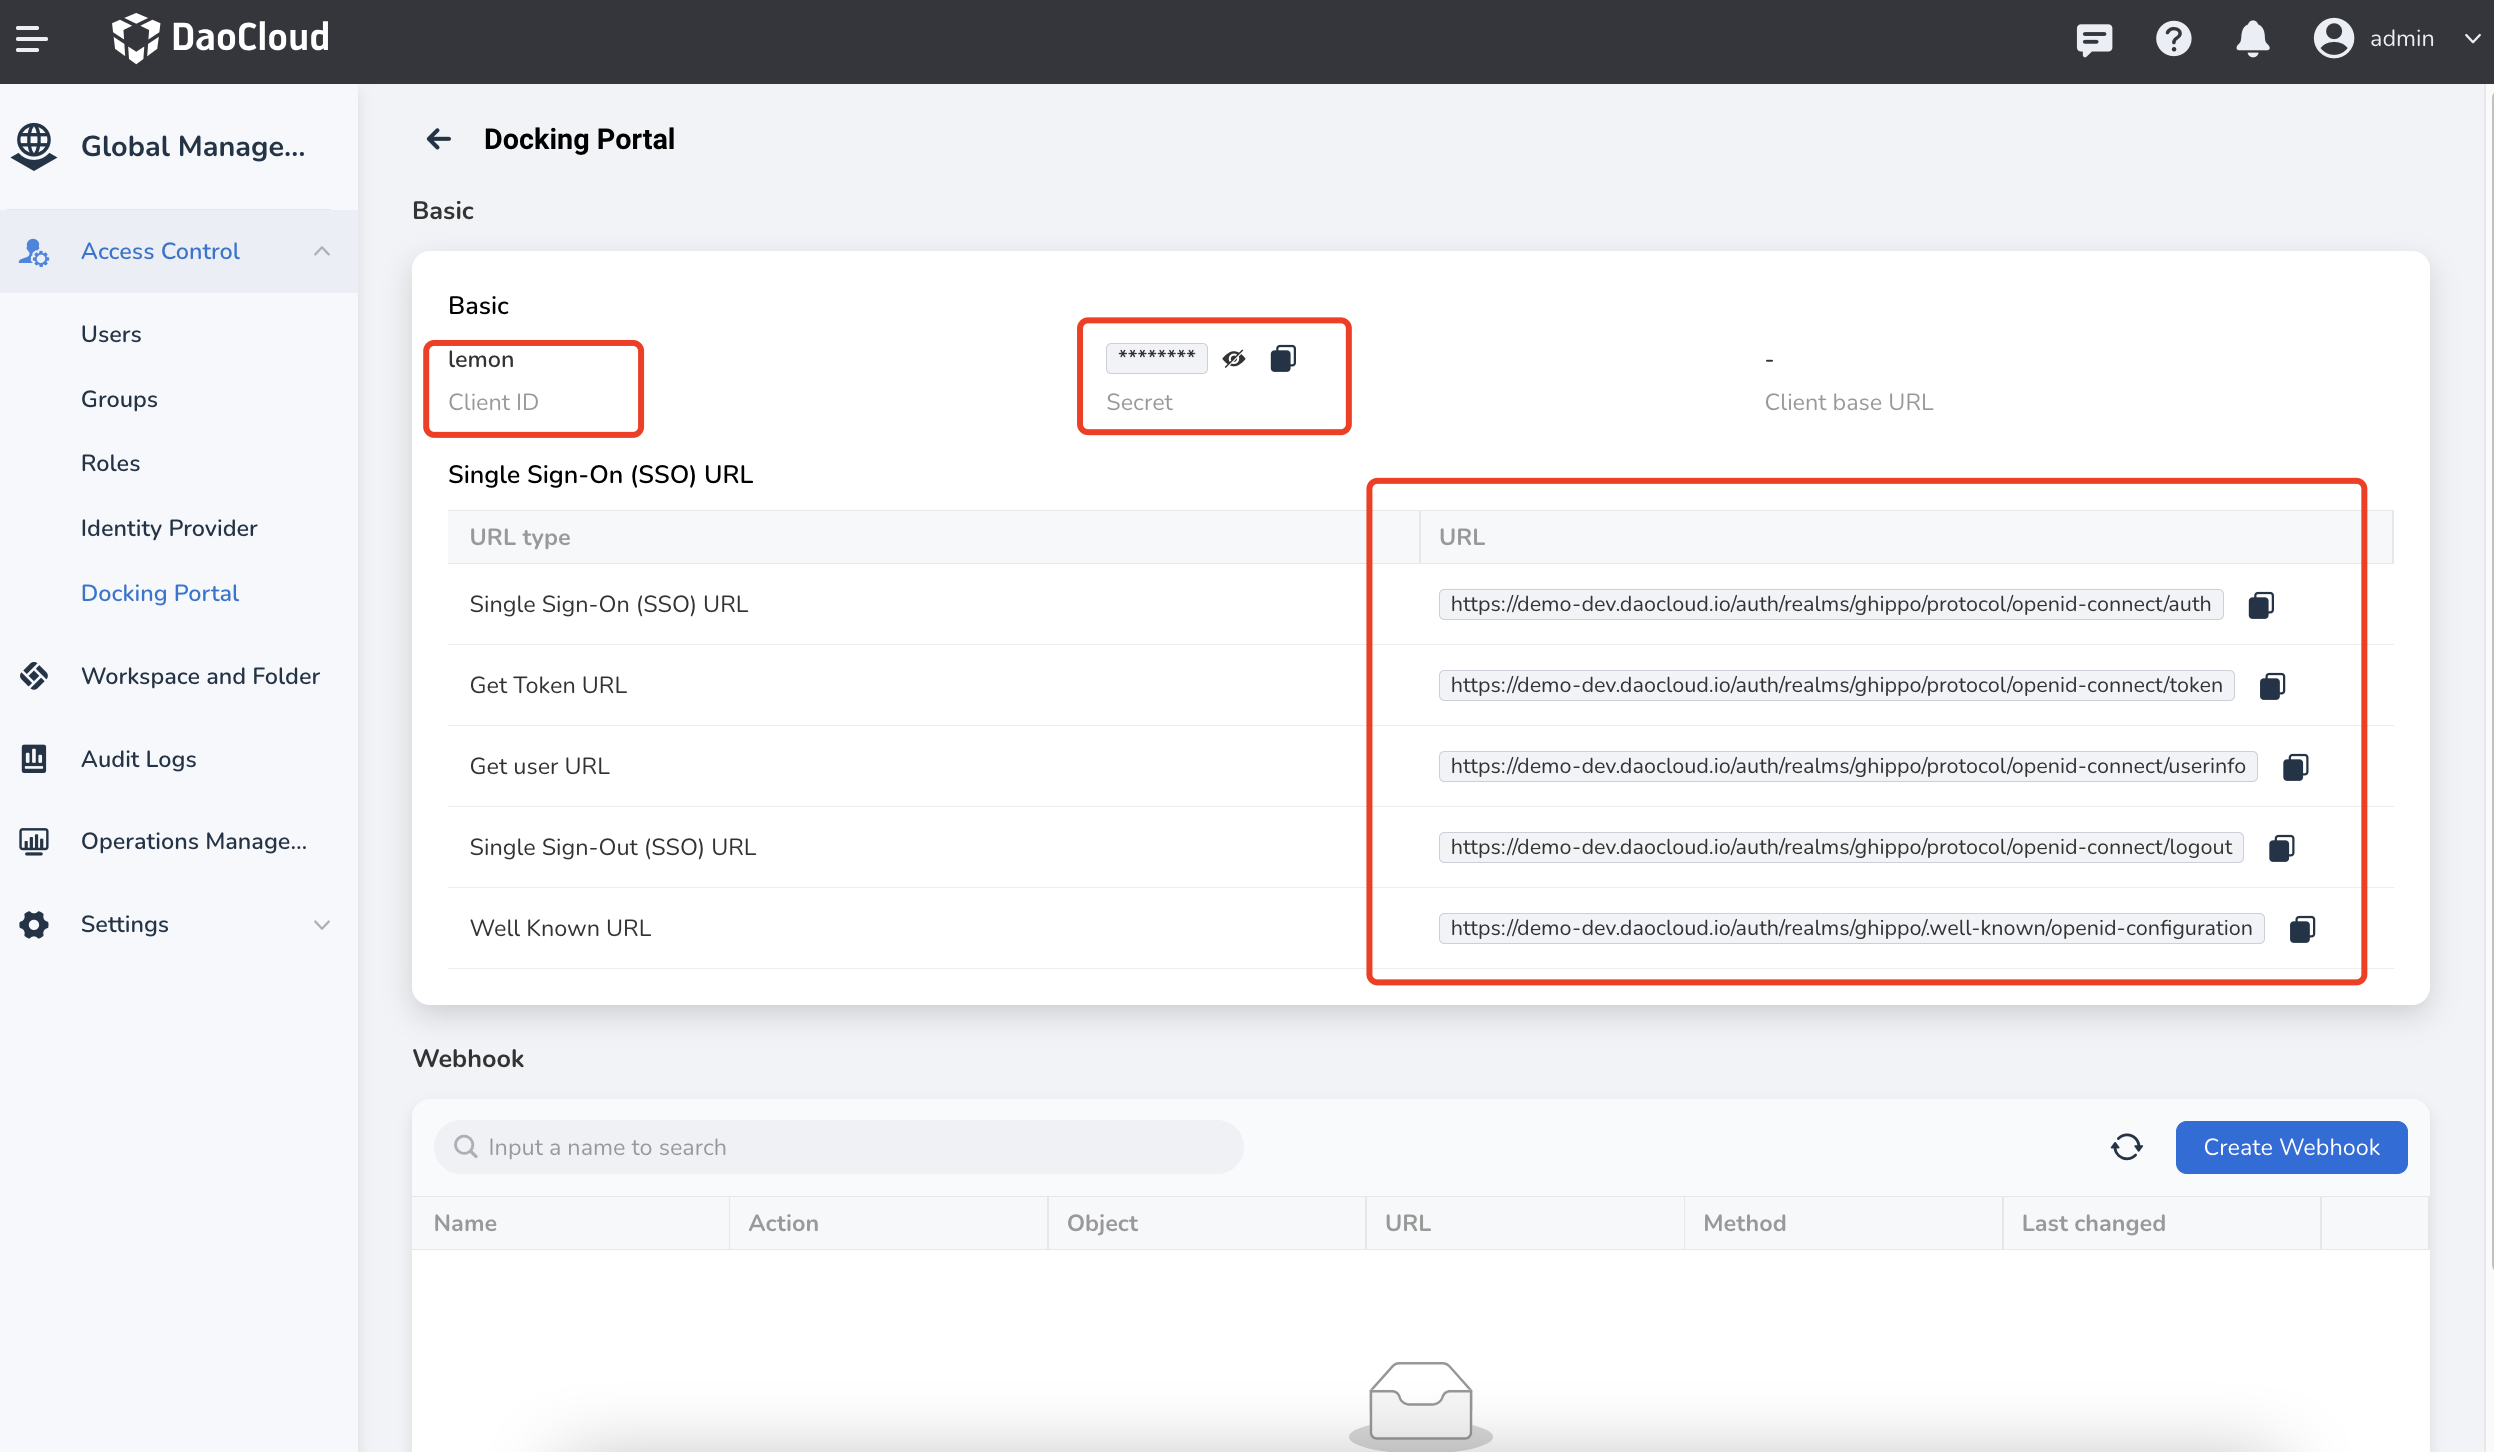 DaoCloud
admin
Global Manage...
Access Control
Users
Groups
Roles
Identity Provider
Docking Portal
Workspace and Folder
Audit Logs
Operations Manage...
Settings
Docking Portal
Basic
Basic
lemon
Client ID
********
Secret
-
Client base URL
Single Sign-On (SSO) URL
URL type
URL
Single Sign-On (SSO) URL
https://demo-dev.daocloud.io/auth/realms/ghippo/protocol/openid-connect/auth
Get Token URL
https://demo-dev.daocloud.io/auth/realms/ghippo/protocol/openid-connect/token
Get user URL
https://demo-dev.daocloud.io/auth/realms/ghippo/protocol/openid-connect/userinfo
Single Sign-Out (SSO) URL
https://demo-dev.daocloud.io/auth/realms/ghippo/protocol/openid-connect/logout
Well Known URL
https://demo-dev.daocloud.io/auth/realms/ghippo/.well-known/openid-configuration
Webhook
Input a name to search
Create Webhook
Name
Action
Object
URL
Method
Last changed